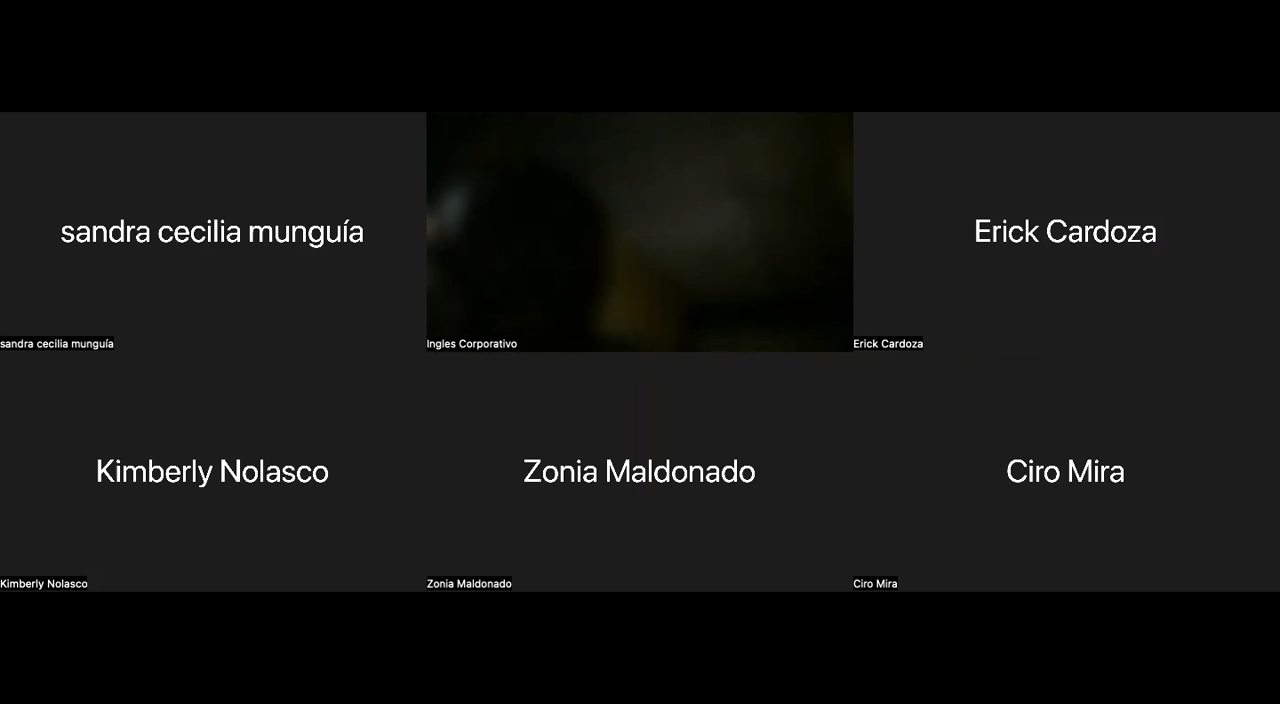 sandra cecilia munguía
sandra cecilia munguía
Ingles Corporativo
Erick Cardoza
Erick Cardoza
Kimberly Nolasco
Kimberly Nolasco
Zonia Maldonado
Zonia Maldonado
Ciro Mira
Ciro Mira